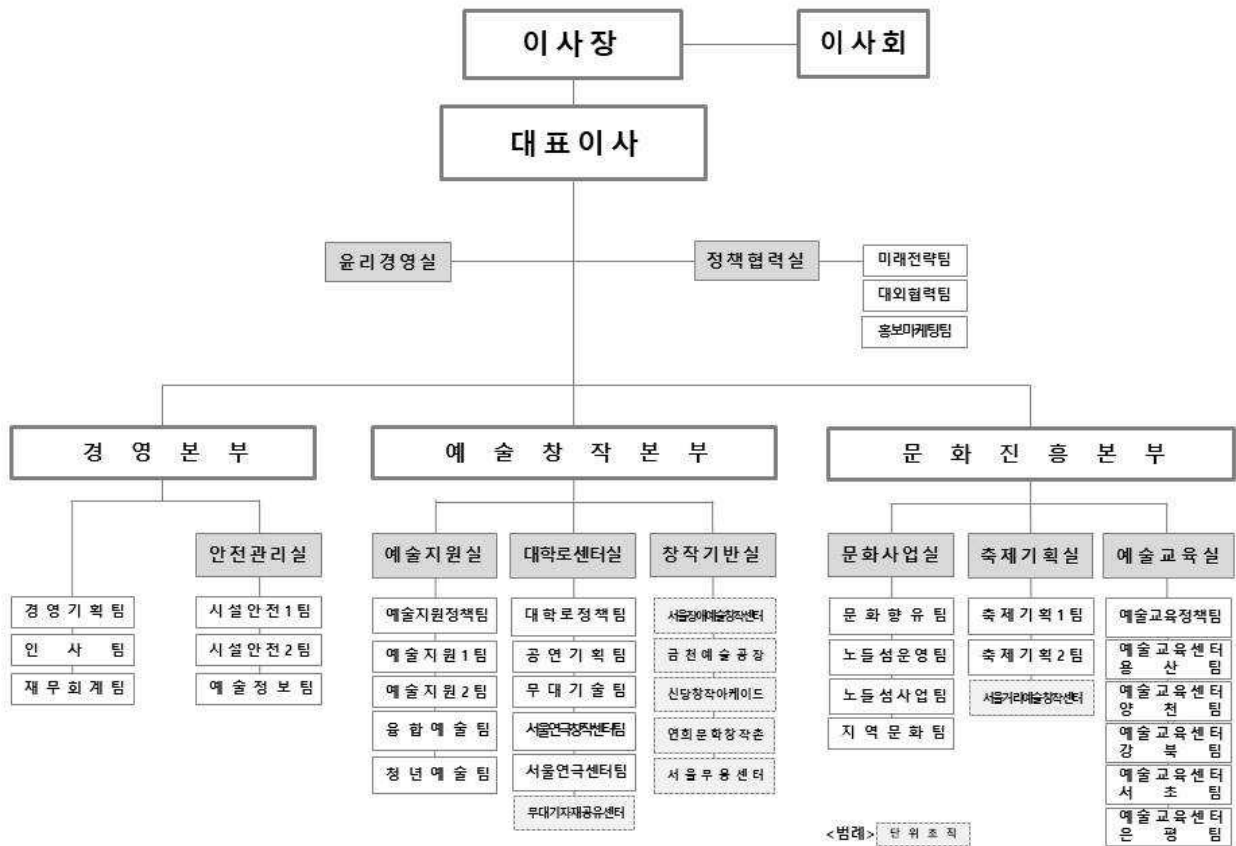 이사장
이사회
대표이사
윤리경영실
정책협력실
미래전략팀
대외협력팀
홍보마케팅팀
경영본부
예술창작본부
문화진흥본부
안전관리실
예술지원실
대학로센터실
창작기반실
문화사업실
축제기획실
예술교육실
경영기획팀
인사팀
재무회계팀
시설안전1팀
시설안전2팀
예술정보팀
예술지원정책팀
예술지원1팀
예술지원2팀
융합예술팀
청년예술팀
대학로정책팀
공연기획팀
무대기술팀
서울연극창작센터팀
서울연극센터팀
무대기자재공유센터
서울장애예술창작센터
금천예술공장
신당창작아케이드
연희문학창작촌
서울무용센터
문화향유팀
노들섬운영팀
노들섬사업팀
지역문화팀
축제기획1팀
축제기획2팀
서울거리예술창작센터
예술교육정책팀
예술교육센터
용산팀
예술교육센터
양천팀
예술교육센터
강북팀
예술교육센터
서초팀
예술교육센터
은평팀
<범례> 단위조직